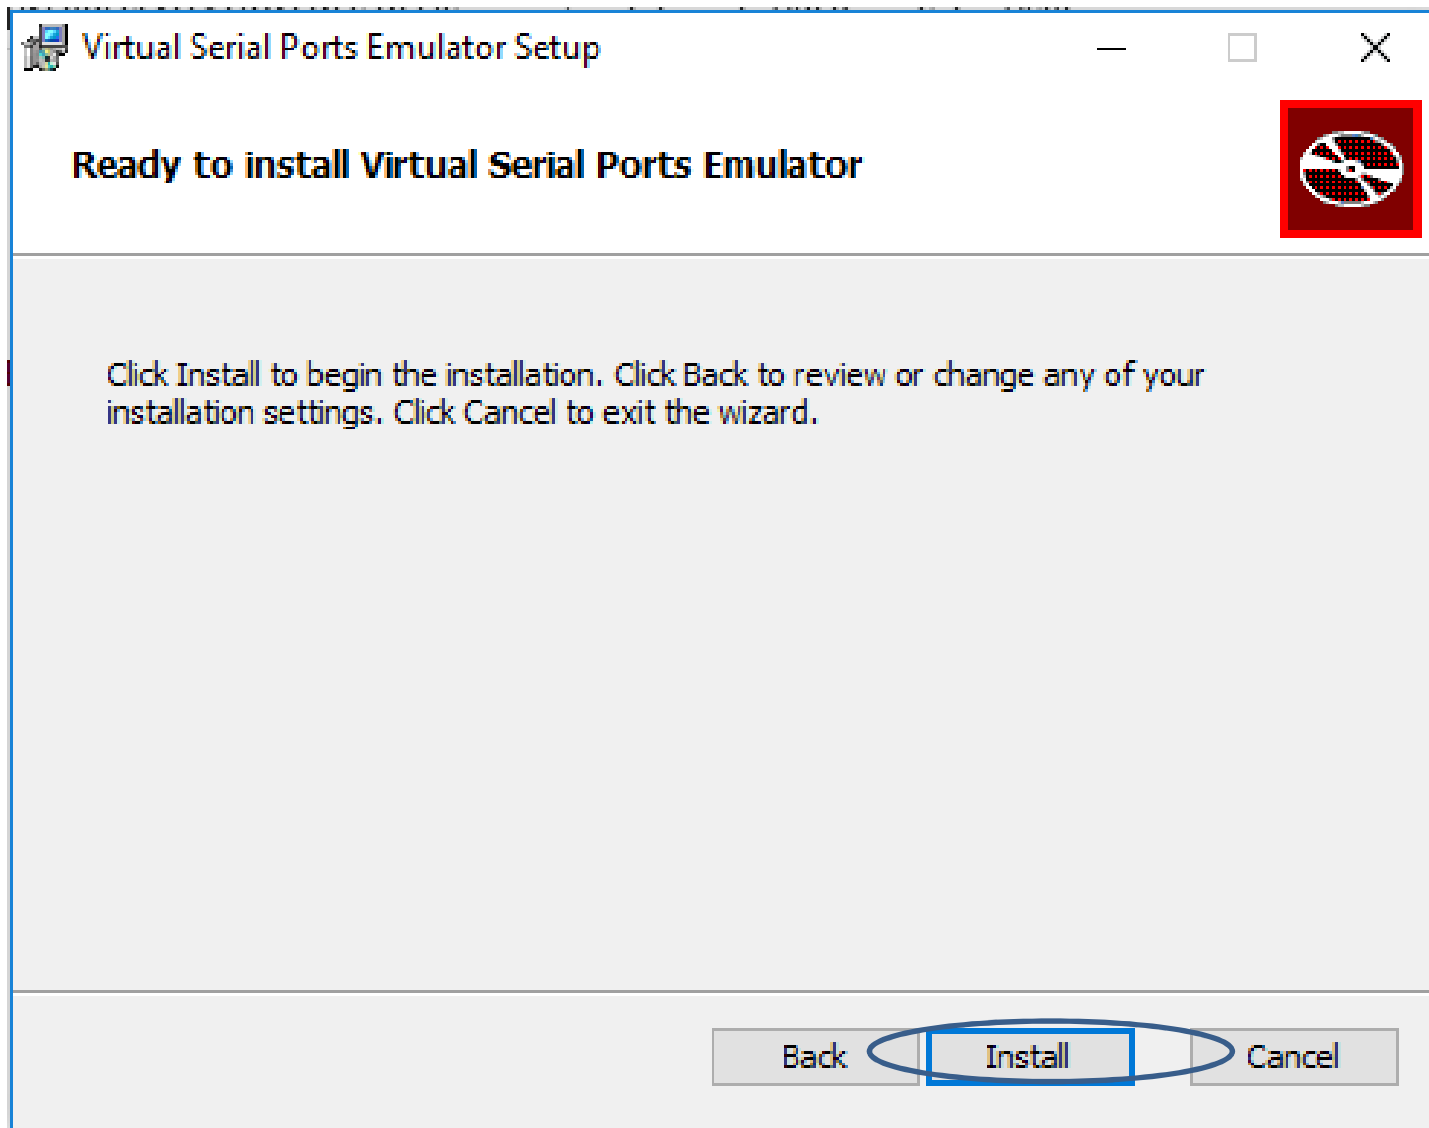 Virtual Serial Ports Emulator Setup
Ready to install Virtual Serial Ports Emulator
Click Install to begin the installation. Click Back to review or change any of your
installation settings. Click Cancel to exit the wizard.
Back Install Cancel